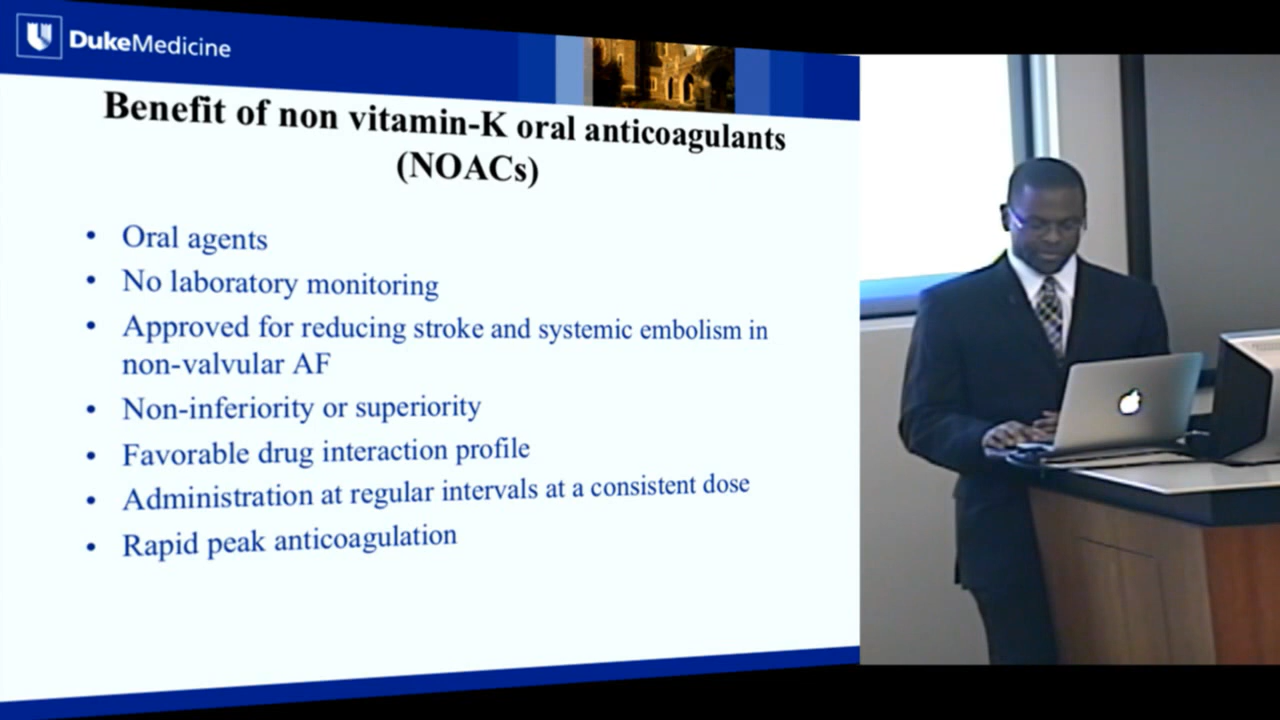 DukeMedicine
Benefit of non vitamin-K oral anticoagulants
(NOACs)
• Oral agents
• No laboratory monitoring
• Approved for reducing stroke and systemic embolism in
non-valvular AF
• Non-inferiority or superiority
• Favorable drug interaction profile
• Administration at regular intervals at a consistent dose
• Rapid peak anticoagulation